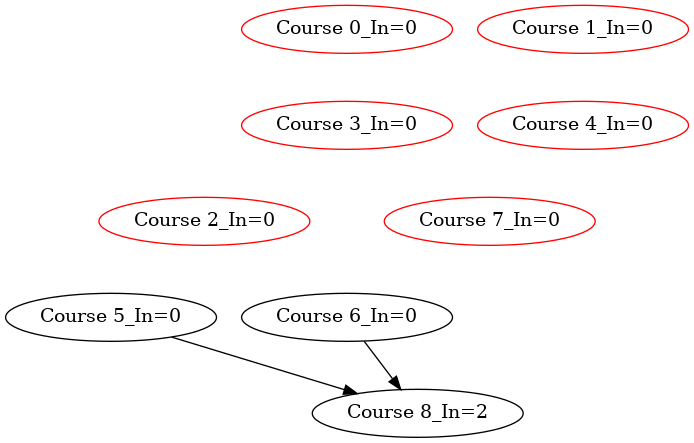 Course 0_In=0
Course 1_In=0
Course 3_In=0
Course 4_In=0
Course 2_In=0
Course 7_In=0
Course 5_In=0
Course 6_In=0
Course 8_In=2